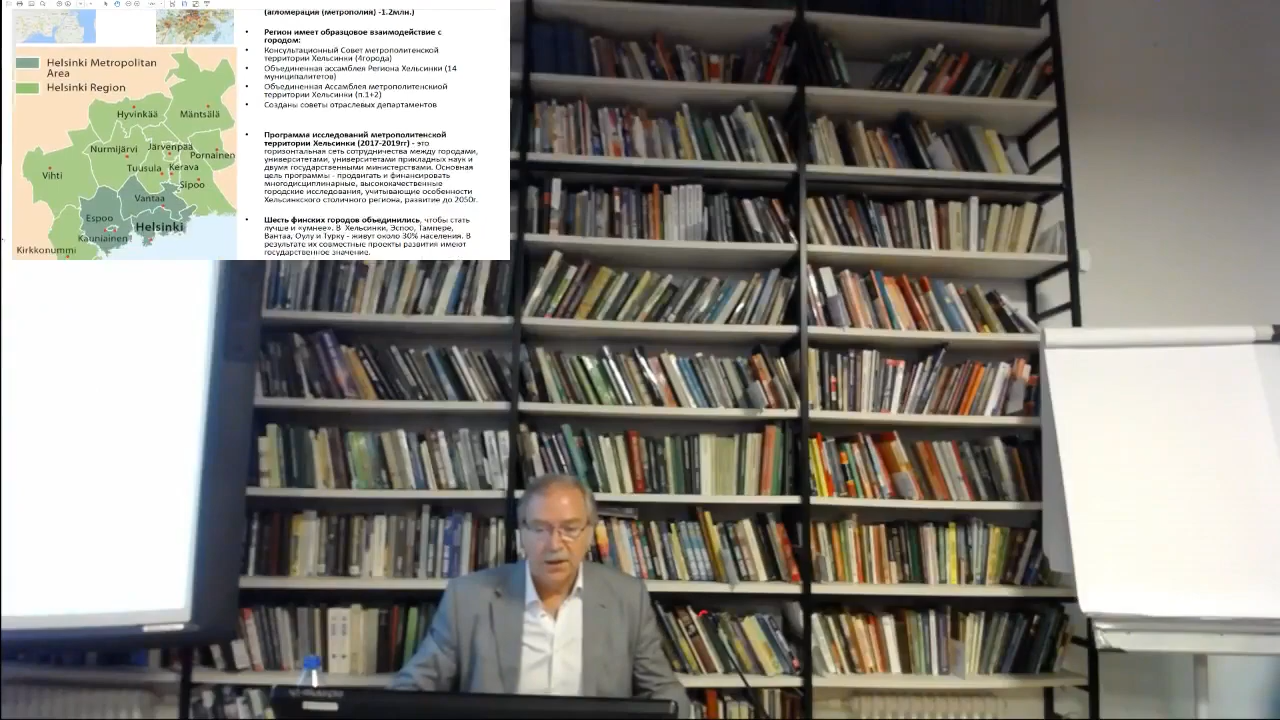 (агломерация (метрополия) -1.2млн.)
Helsinki Metropolitan
Area
Helsinki Region
Hyvinkää
Mäntsälä
Nurmijärvi
Järvenpää
Pornainen
Tuusula
Kerava
Vihti
Sipoo
Vantaa
Espoo
Helsinki
Kauniainen
Kirkkonummi
• Регион имеет образцовое взаимодействие с
городом:
• Консультационный Совет метрополитенской
территории Хельсинки (4города)
• Объединенная ассамблея Региона Хельсинки (14
муниципалитетов)
• Объединенная Ассамблея метрополитенской
территории Хельсинки (п.1+2)
• Созданы советы отраслевых департаментов
• Программа исследований метрополитенской
территории Хельсинки (2017-2019гг) - это
горизонтальная сеть сотрудничества между городами,
университетами, университетами прикладных наук и
двумя государственными министерствами. Основная
цель программы - продвигать и финансировать
многодисциплинарные, высококачественные
городские исследования, учитывающие особенности
Хельсинкского столичного региона, развитие до 2050г.
• Шесть финских городов объединились, чтобы стать
лучше и «умнее». В Хельсинки, Эспоо, Тампере,
Вантаа, Оулу и Турку - живут около 30% населения. В
результате их совместные проекты развития имеют
государственное значение.